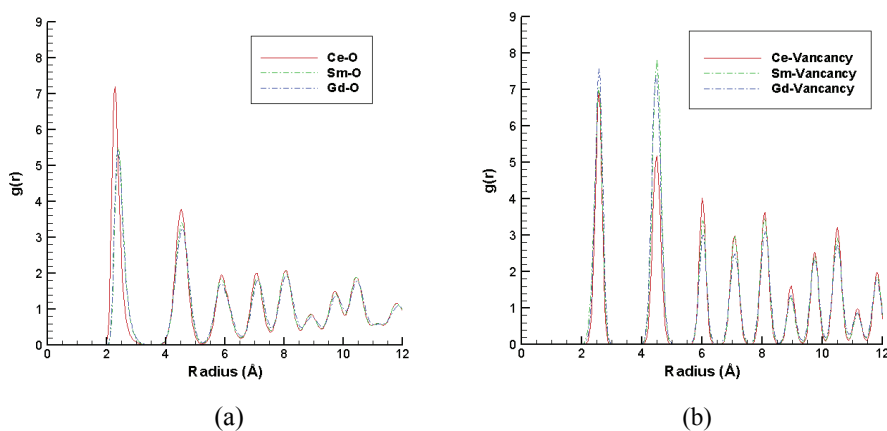 9
8
7
6
5
4
3
2
1
0
g(r)
Ce-O
Sm-O
Gd-O
0 2 4 6 8 10 12
Radius (Å)
(a)
9
8
7
6
5
4
3
2
1
0
g(r)
Ce-Vancancy
Sm-Vancancy
Gd-Vancancy
0 2 4 6 8 10 12
Radius (Å)
(b)